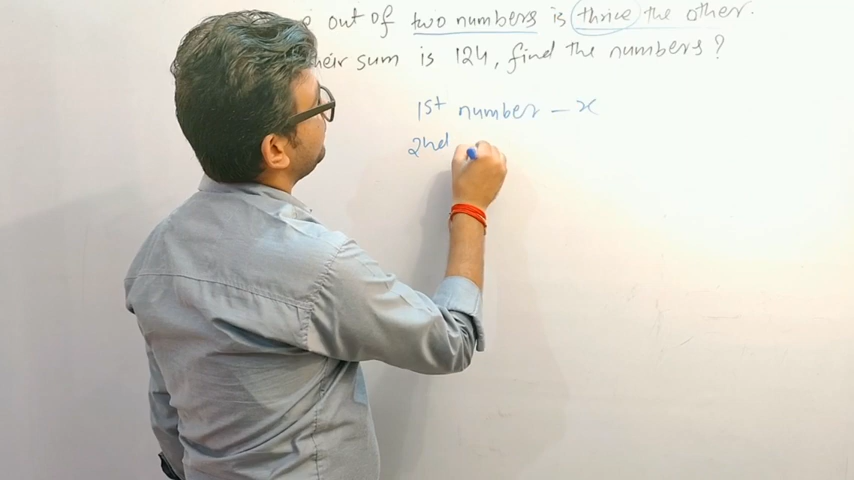 out of two numbers is thrice the other.
their sum is 124, find the numbers?
1st number - x
2nd